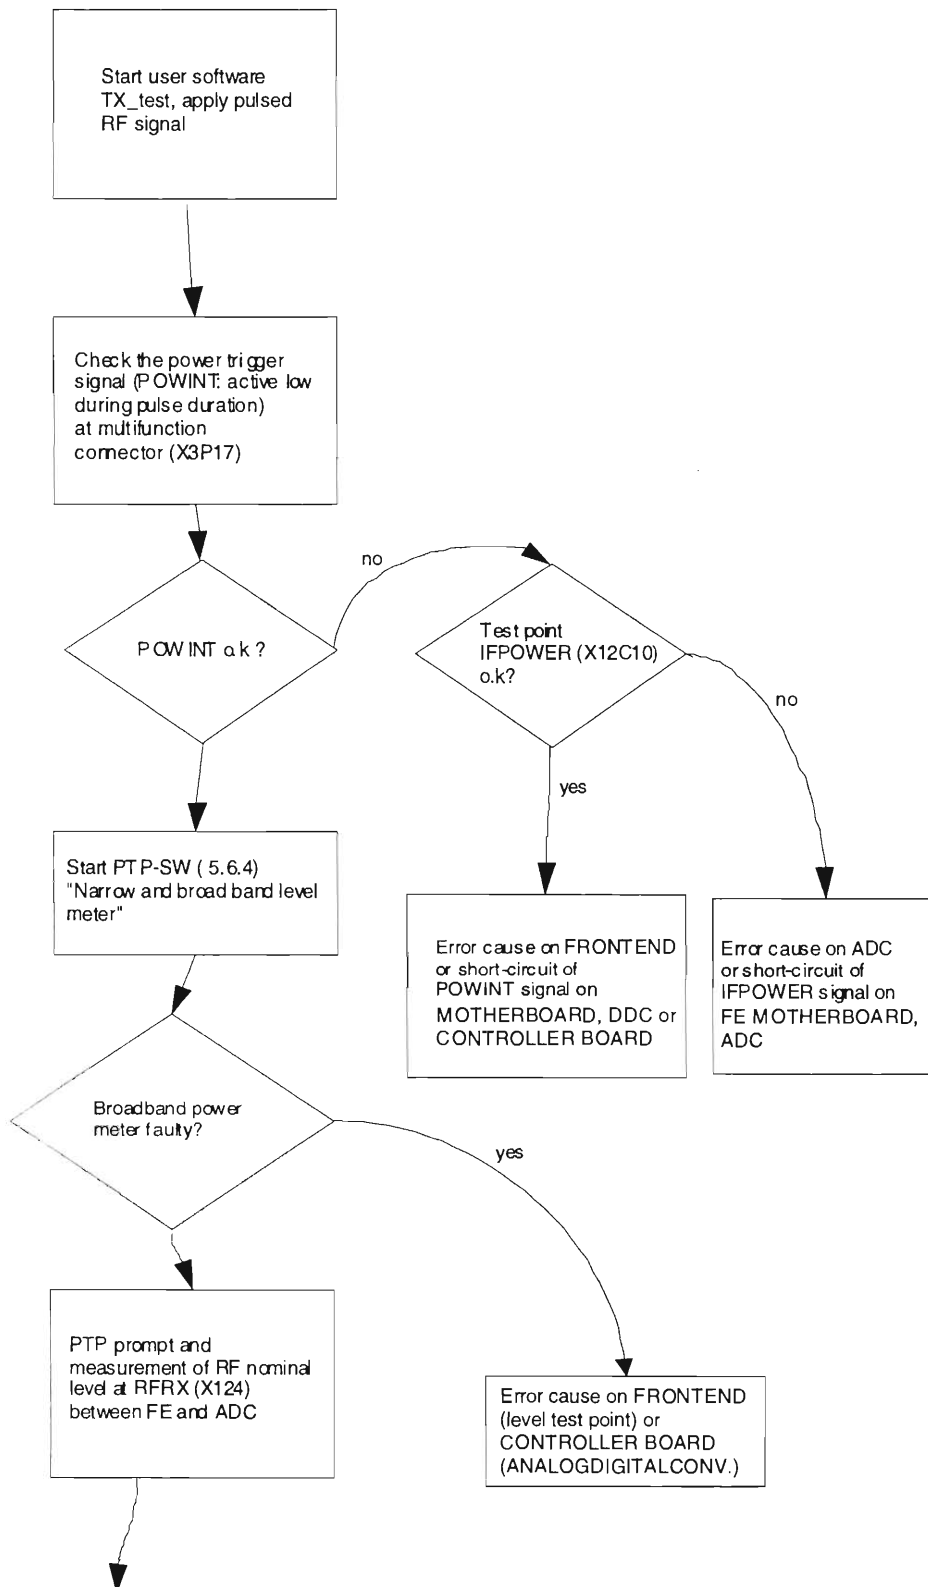 Start user software
TX_test, apply pulsed
RF signal
Check the power trigger
signal (POWINT: active low
during pulse duration)
at multifunction
connector (X3P17)
no
POWINT o.k ?
Test point
IFPOWER (X12C10)
o.k?
no
yes
Start PTP-SW ( 5.6.4)
"Narrow and broad band level
meter"
Error cause on FRONTEND
or short-circuit of
POWINT signal on
MOTHERBOARD, DDC or
CONTROLLER BOARD
Error cause on ADC
or short-circuit of
IFPOWER signal on
FE MOTHERBOARD,
ADC
Broadband power
meter faulty?
yes
PTP prompt and
measurement of RF nominal
level at RFRX (X124)
between FE and ADC
Error cause on FRONTEND
(level test point) or
CONTROLLER BOARD
(ANALOGDIGITALCONV.)